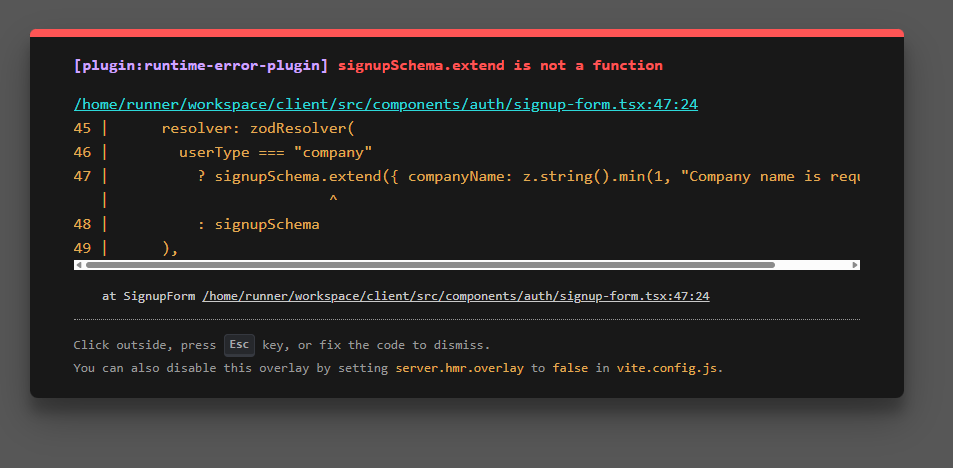 [plugin:runtime-error-plugin] signupSchema.extend is not a function
/home/runner/workspace/client/src/components/auth/signup-form.tsx:47:24
45 |      resolver: zodResolver(
46 |        userType === "company"
47 |          ? signupSchema.extend({ companyName: z.string().min(1, "Company name is requ
   |                         ^
48 |          : signupSchema
49 |      ),
at SignupForm /home/runner/workspace/client/src/components/auth/signup-form.tsx:47:24
Click outside, press Esc key, or fix the code to dismiss.
You can also disable this overlay by setting server.hmr.overlay to false in vite.config.js.